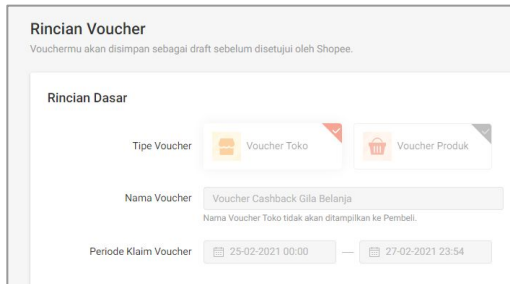 Rincian Voucher
Vouchermu akan disimpan sebagai draft sebelum disetujui oleh Shopee.
Rincian Dasar
Tipe Voucher Voucher Toko Voucher Produk
Nama Voucher Voucher Cashback Gila Belanja
Nama Voucher Toko tidak akan ditampilkan ke Pembeli.
Periode Klaim Voucher 25-02-2021 00:00 — 27-02-2021 23:54